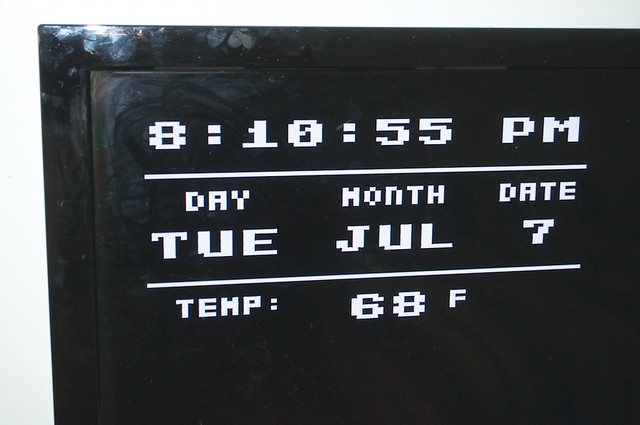 8:10:55 PM
DAY MONTH DATE
TUE JUL 7
TEMP: 68 F